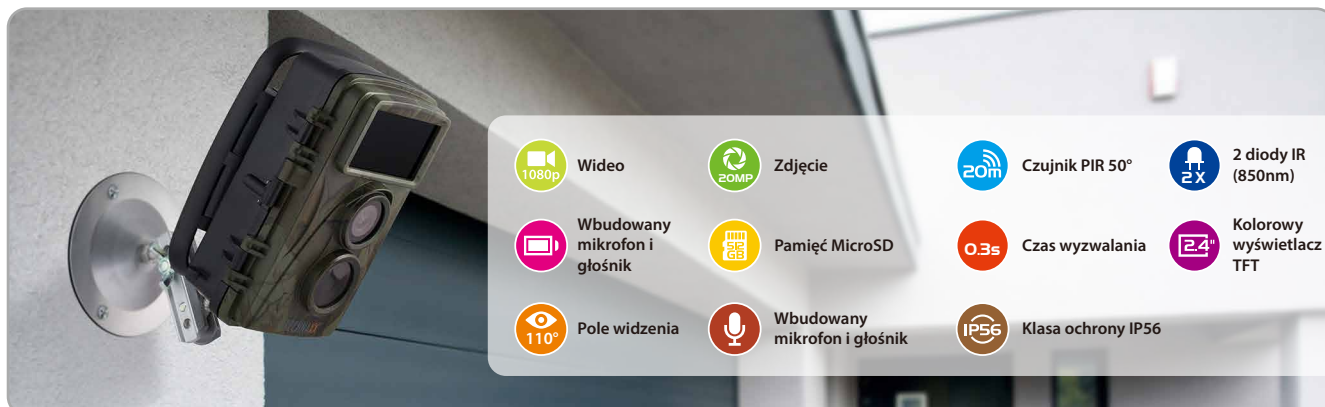 1080p
Wideo
20MP
Zdjęcie
20m
Czujnik PIR 50°
2X
2 diody IR
(850nm)
Wbudowany
mikrofon i
głośnik
512
GB
Pamięć MicroSD
0.3s
Czas wyzwalania
2.4"
Kolorowy
wyświetlacz
TFT
110°
Pole widzenia
Wbudowany
mikrofon i głośnik
IP56
Klasa ochrony IP56